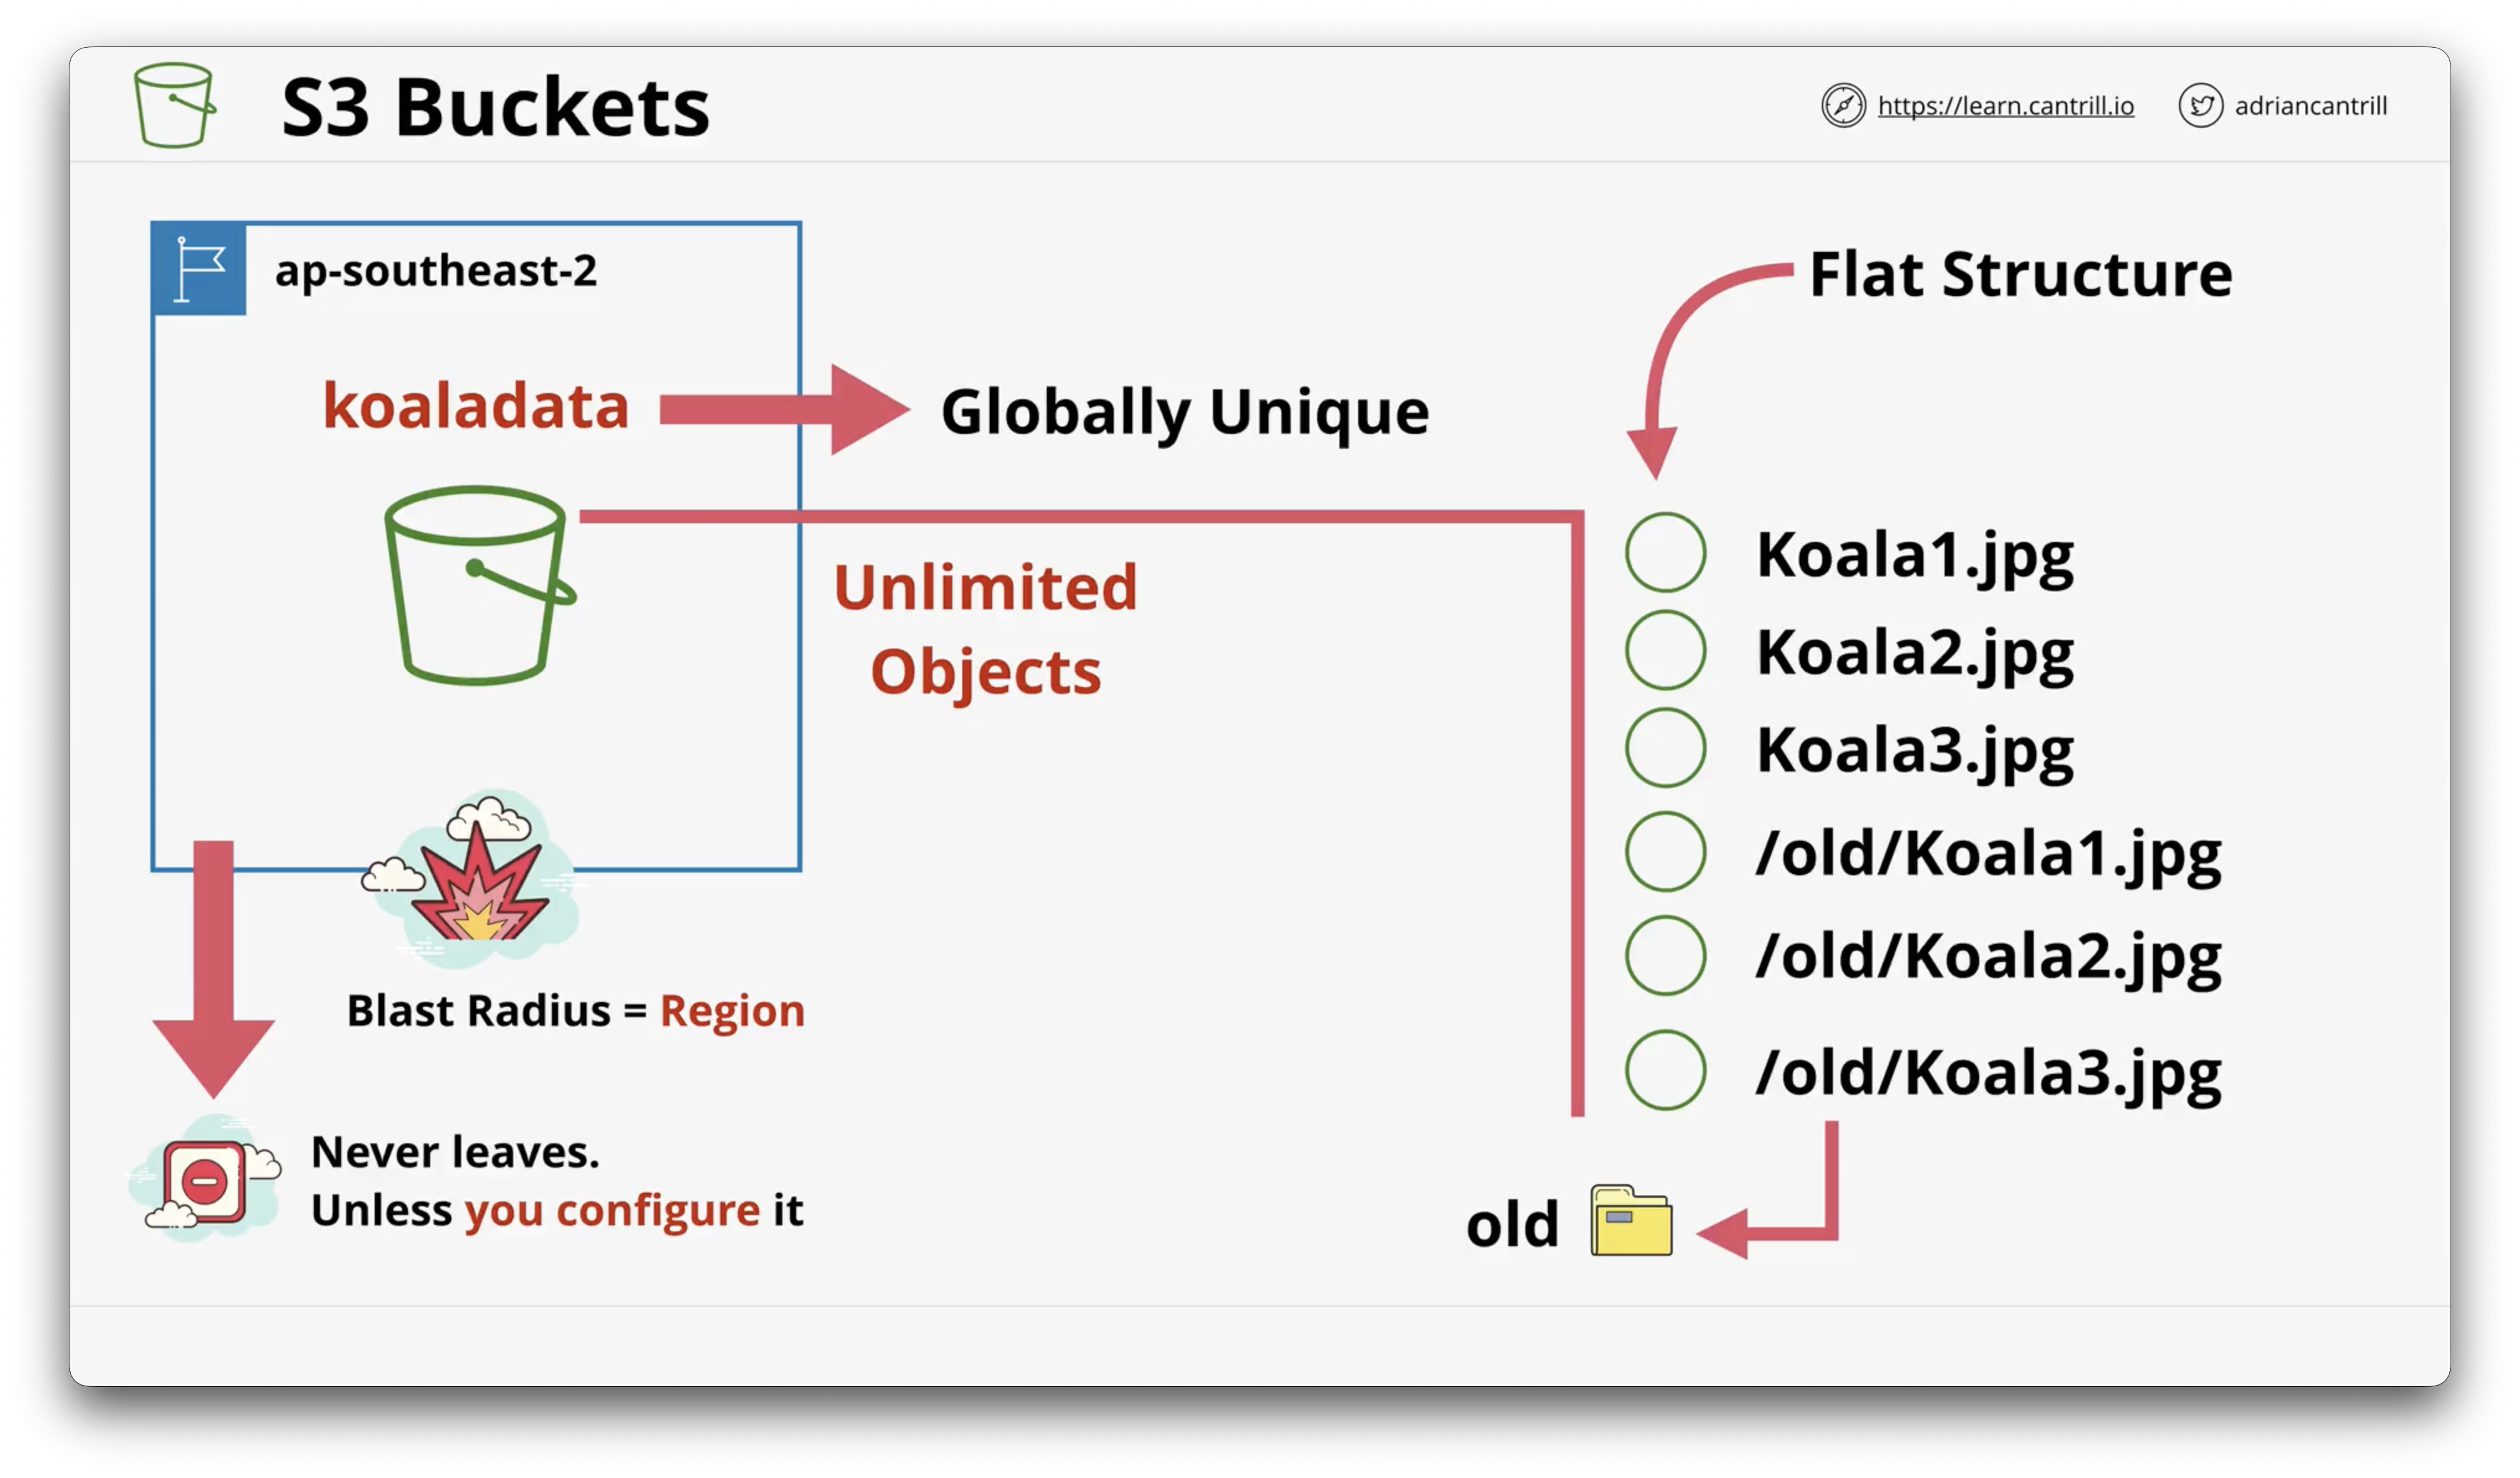 S3 Buckets
https://learn.cantrill.io
adriancantrill
ap-southeast-2
koaladata
Globally Unique
Unlimited
Objects
Blast Radius = Region
Never leaves.
Unless you configure it
Flat Structure
Koala1.jpg
Koala2.jpg
Koala3.jpg
/old/Koala1.jpg
/old/Koala2.jpg
/old/Koala3.jpg
old